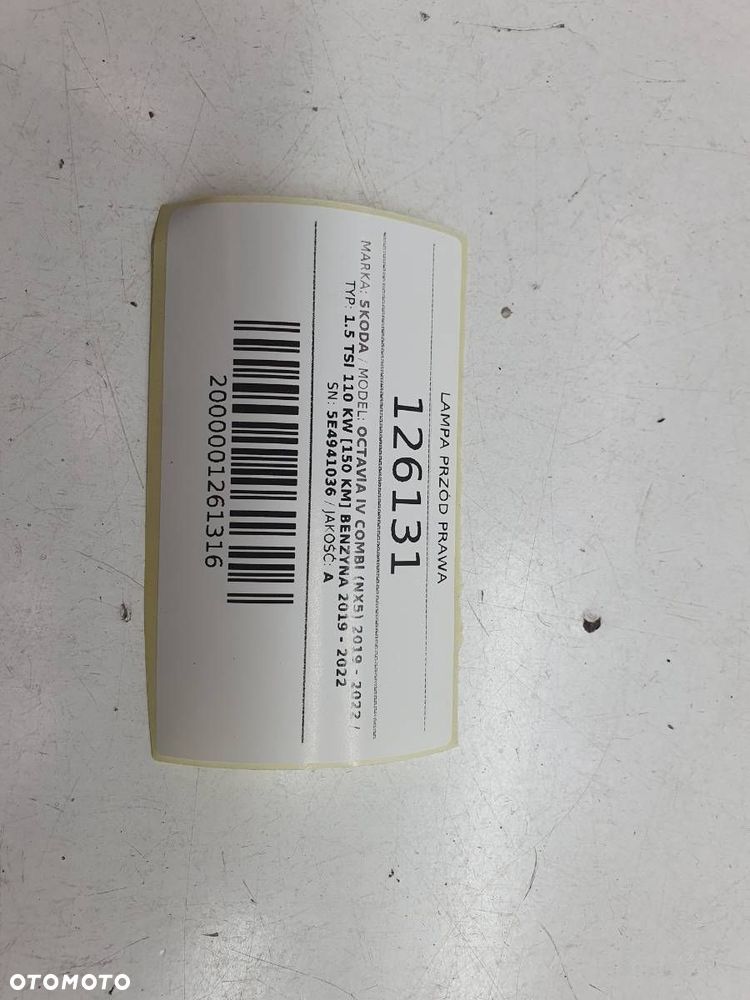 LAMPA PRZÓD PRAWA
126131
MARKA: SKODA / MODEL: OCTAVIA IV COMBI (NX5) 2019 - 2022 /
TYP: 1.5 TSI 110 KW [150 KM] BENZYNA 2019 - 2022
SN: 5E4941036 / JAKOŚĆ: A
2000001261316
OTOMOTO